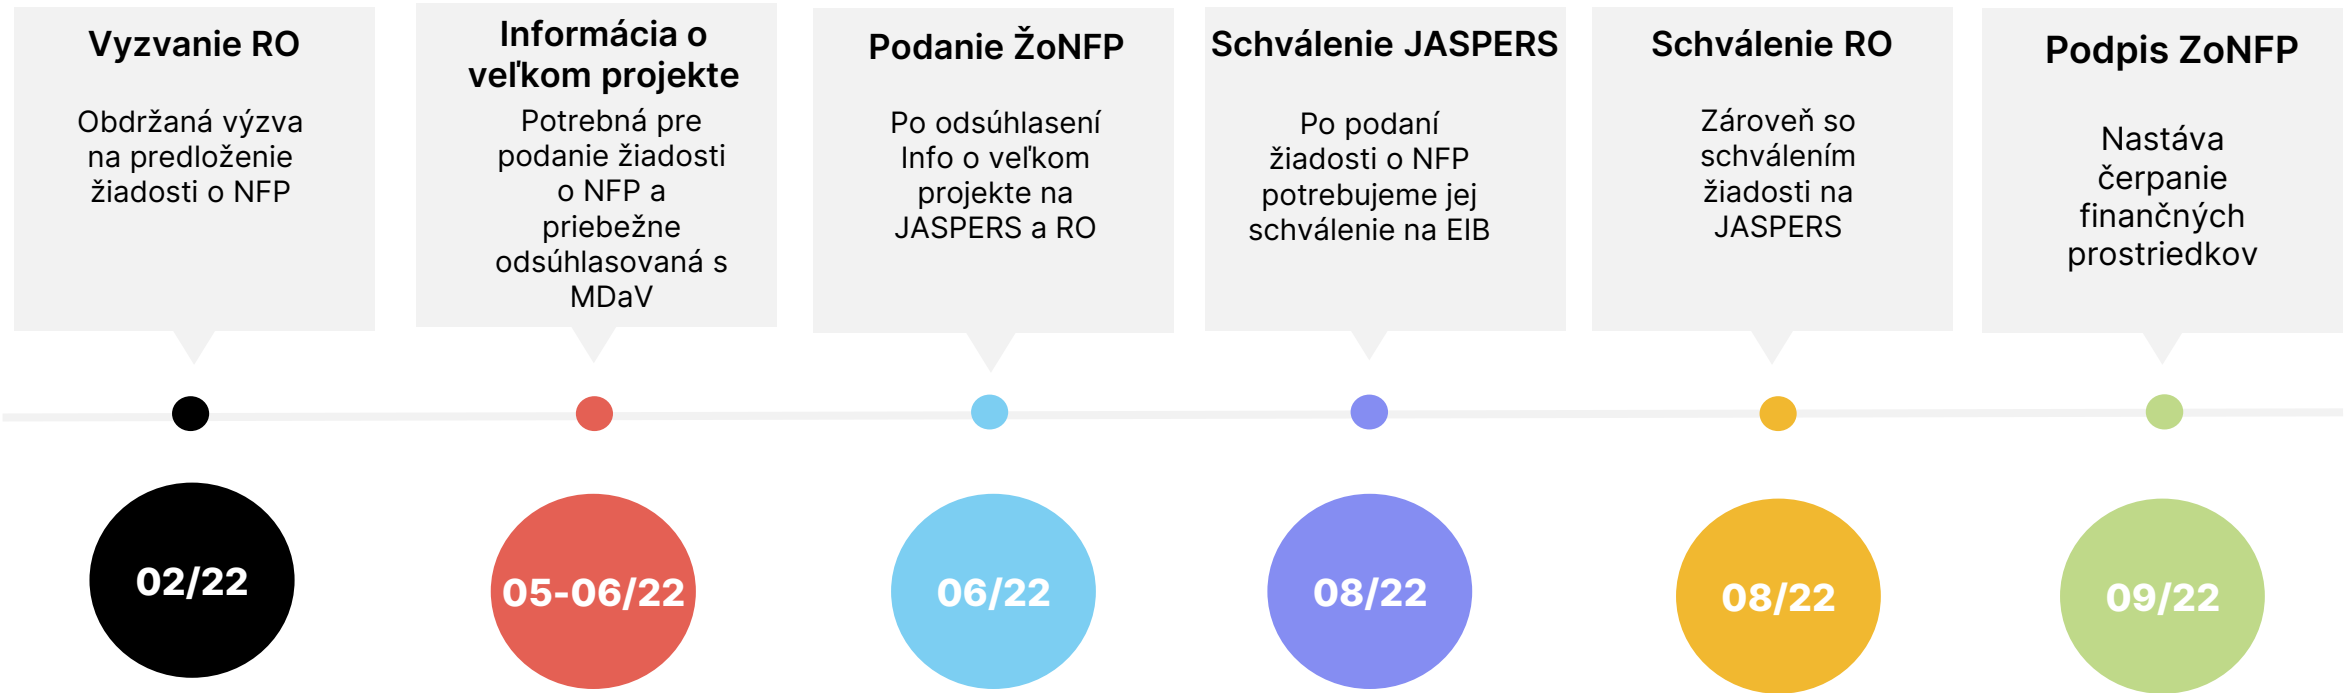 Vyzvanie RO
Obdržaná výzva
na predloženie
žiadosti o NFP
Informácia o
veľkom projekte
Potrebná pre
podanie žiadosti
o NFP a
priebežne
odsúhlasovaná s
MDaV
Podanie ŽoNFP
Po odsúhlasení
Info o veľkom
projekte na
JASPERS a RO
Schválenie JASPERS
Po podaní
žiadosti o NFP
potrebujeme jej
schválenie na EIB
Schválenie RO
Zároveň so
schválením
žiadosti na
JASPERS
Podpis ZoNFP
Nastáva
čerpanie
finančných
prostriedkov
02/22
05-06/22
06/22
08/22
08/22
09/22